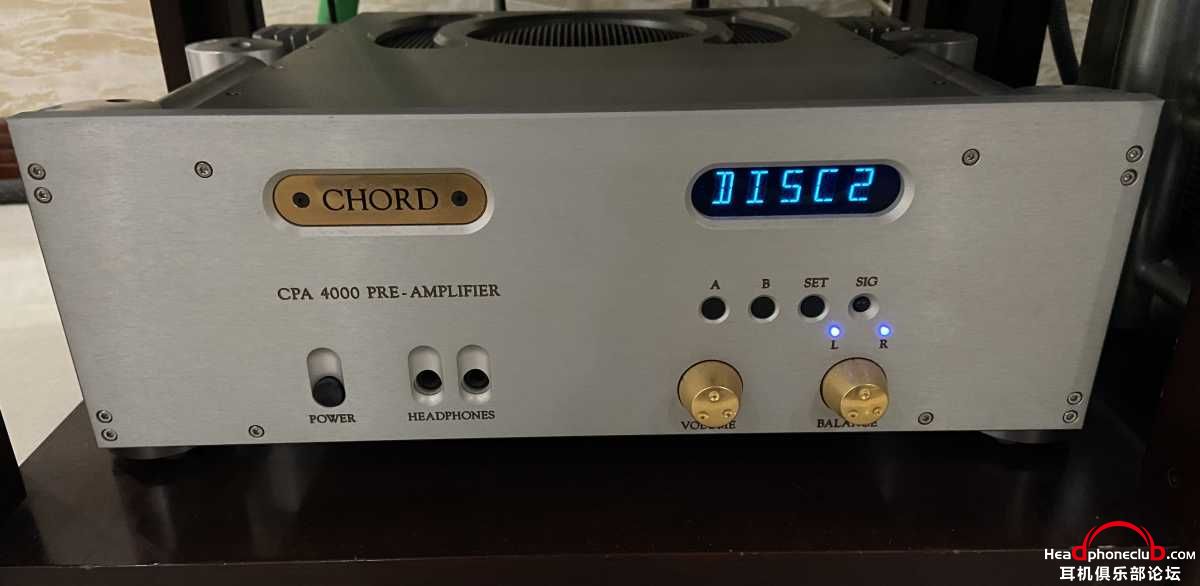 CHORD
DISC2
CPA 4000 PRE-AMPLIFIER
A B SET SIG
L R
POWER
HEADPHONES
VOLUME
BALANCE
Headphoneclub.com
耳机俱乐部论坛